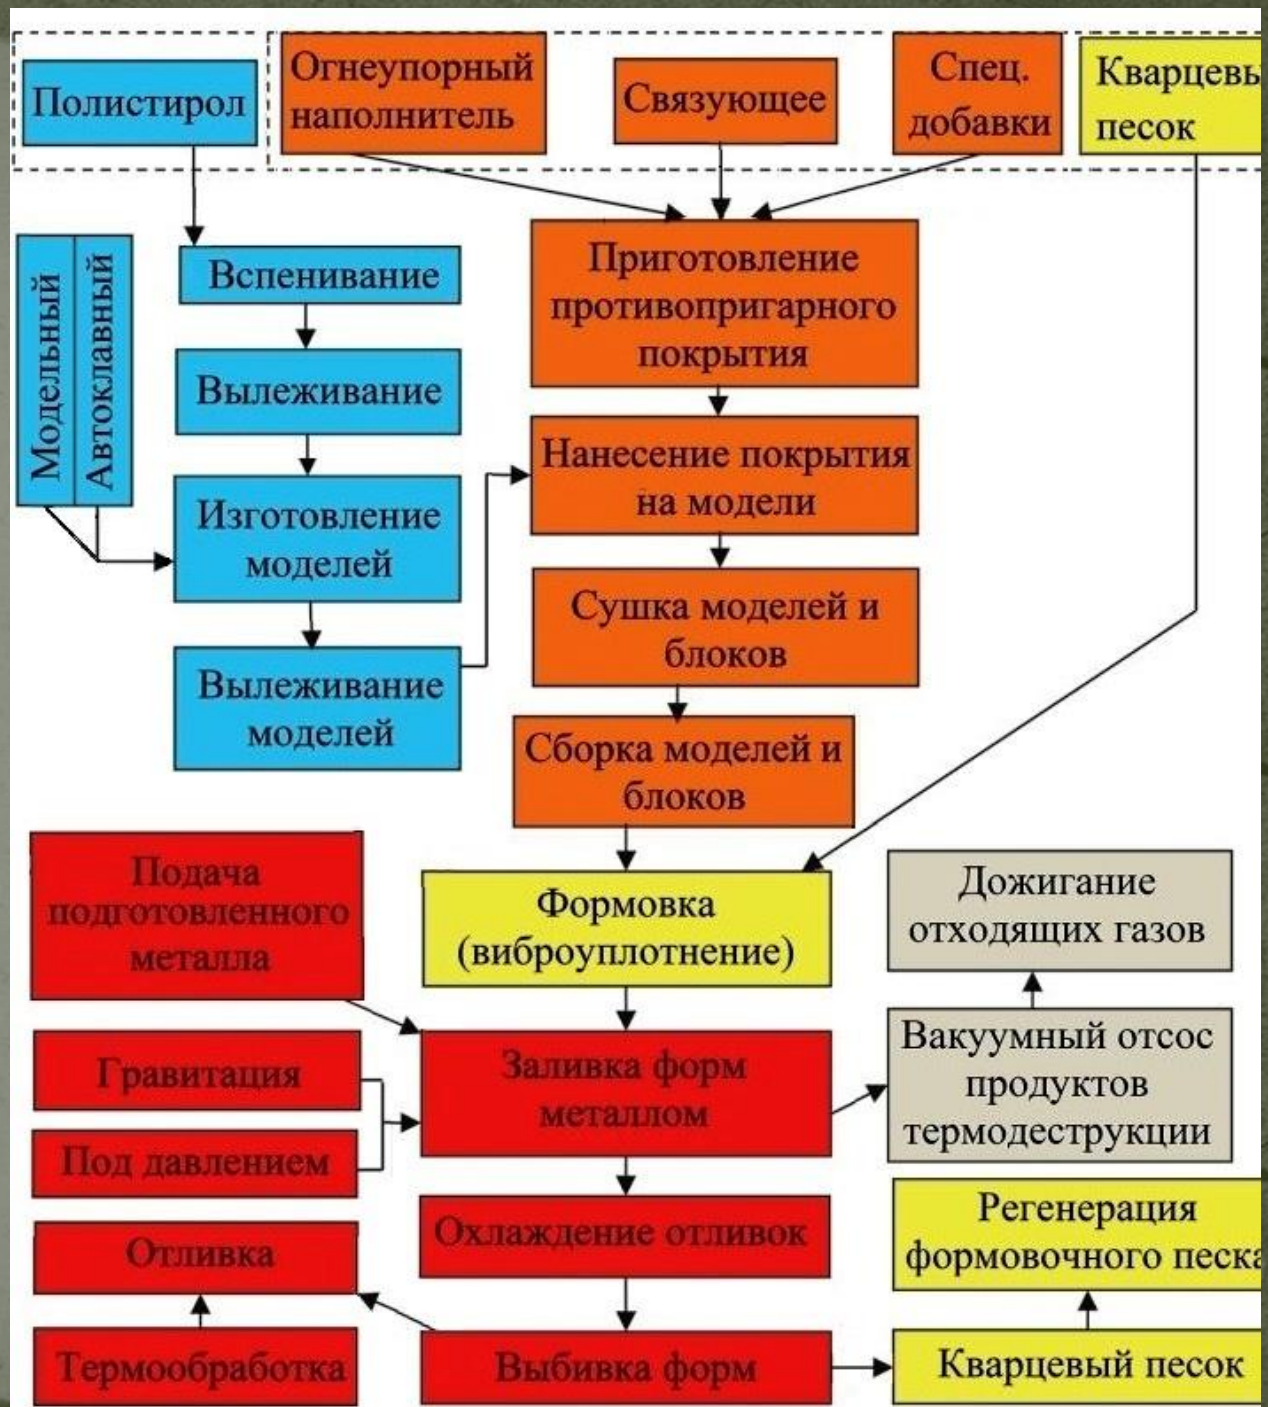 Полистирол
Огнеупорный
наполнитель
Связующее
Спец.
добавки
Кварцевы
песок
Модельный
Автоклавный
Вспенивание
Вылеживание
Изготовление
моделей
Вылеживание
моделей
Приготовление
противопригарного
покрытия
Нанесение покрытия
на модели
Сушка моделей и
блоков
Сборка моделей и
блоков
Формовка
(виброуплотнение)
Подача
подготовленного
металла
Гравитация
Под давлением
Заливка форм
металлом
Дожигание
отходящих газов
Вакуумный отсос
продуктов
термодеструкции
Охлаждение отливок
Отливка
Термообработка
Выбивка форм
Регенерация
формовочного песка
Кварцевый песок